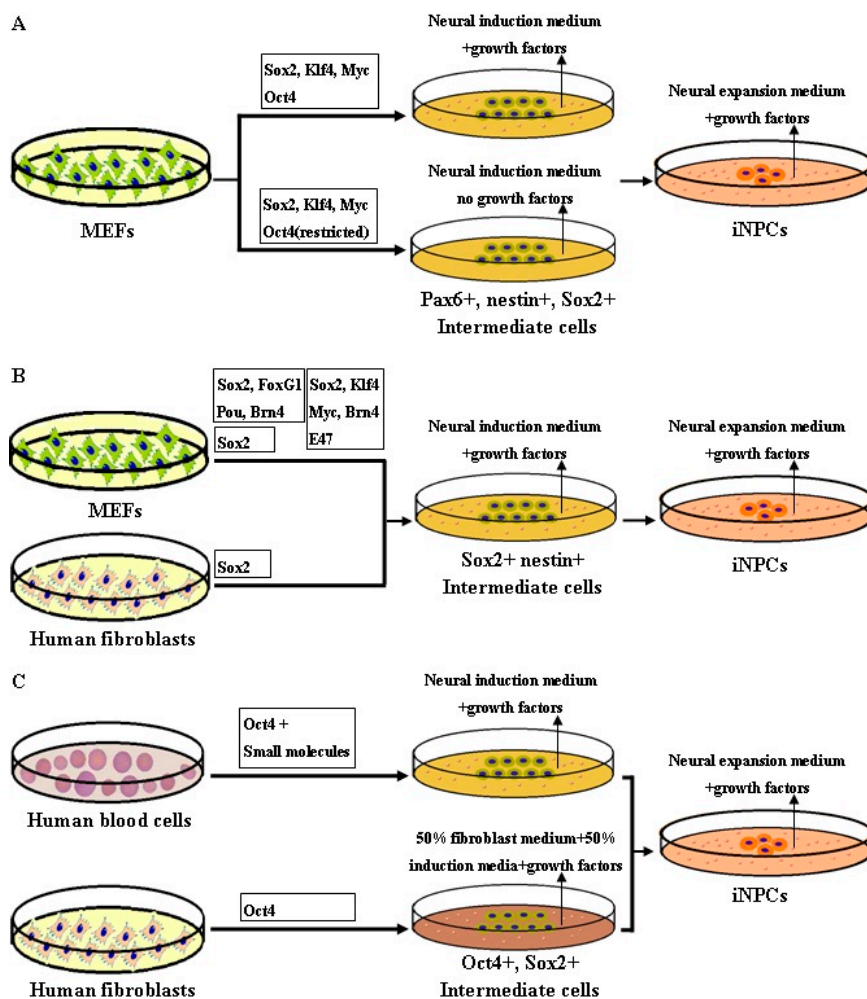 A
Sox2, Klf4, Myc
Oct4
Neural induction medium
+growth factors
Neural expansion medium
+growth factors
MEFs
Sox2, Klf4, Myc
Oct4(restricted)
Neural induction medium
no growth factors
iNPCs
Pax6+, nestin+, Sox2+
Intermediate cells
B
Sox2, FoxG1
Pou, Brn4
Sox2
Sox2, Klf4
Myc, Brn4
E47
Neural induction medium
+growth factors
Neural expansion medium
+growth factors
MEFs
Sox2
Sox2+ nestin+
Intermediate cells
iNPCs
Human fibroblasts
C
Oct4 +
Small molecules
Neural induction medium
+growth factors
Neural expansion medium
+growth factors
Human blood cells
50% fibroblast medium+50%
induction media+growth factors
Oct4
iNPCs
Human fibroblasts
Oct4+, Sox2+
Intermediate cells